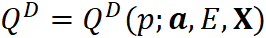 Q^D = Q^D(p; a, E, X)